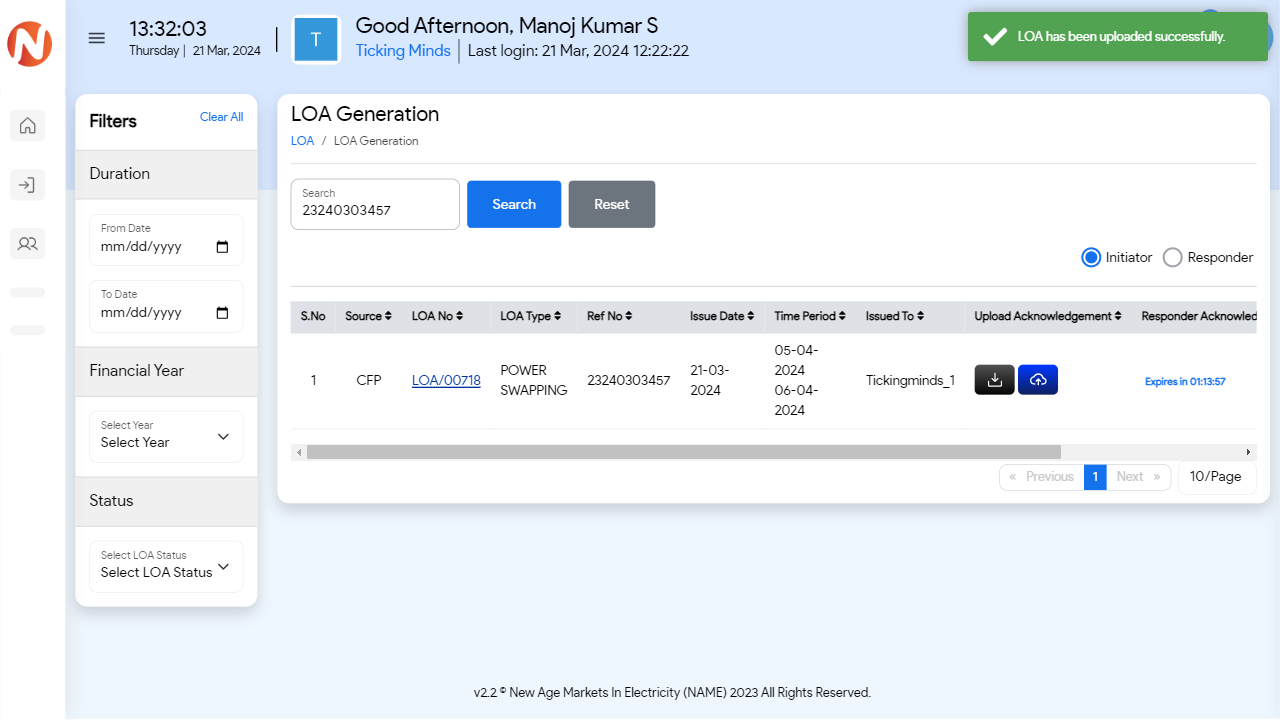 13:32:03
Thursday | 21 Mar, 2024
T
Good Afternoon, Manoj Kumar S
Ticking Minds | Last login: 21 Mar, 2024 12:22:22
LOA has been uploaded successfully.
Filters
Clear All
Duration
From Date
mm/dd/yyyy
To Date
mm/dd/yyyy
Financial Year
Select Year
Select Year
Status
Select LOA Status
Select LOA Status
LOA Generation
LOA / LOA Generation
Search
23240303457
Search
Reset
Initiator
Responder
S.No Source LOA No LOA Type Ref No Issue Date Time Period Issued To Upload Acknowledgement Responder Acknowled
1 CFP LOA/00718 POWER SWAPPING 23240303457 21-03-2024 05-04-2024 06-04-2024 Tickingminds_1 Expires in 01:13:57
« Previous 1 Next »
10/Page
v2.2 © New Age Markets In Electricity (NAME) 2023 All Rights Reserved.